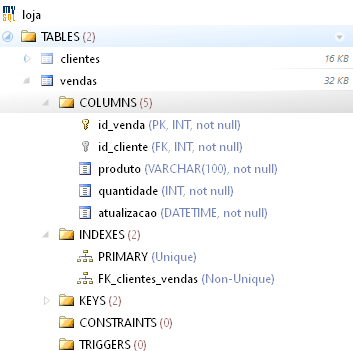 my
sql loja
TABLES (2)
clientes 16 KB
vendas 32 KB
COLUMNS (5)
id_venda (PK, INT, not null)
id_cliente (FK, INT, not null)
produto (VARCHAR(100), not null)
quantidade (INT, not null)
atualizacao (DATETIME, not null)
INDEXES (2)
PRIMARY (Unique)
FK_clientes_vendas (Non-Unique)
KEYS (2)
CONSTRAINTS (0)
TRIGGERS (0)